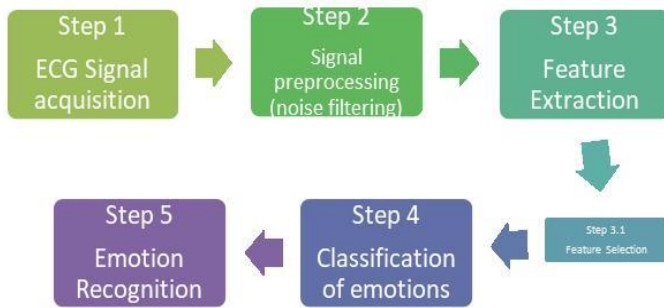 Step 1
ECG Signal
acquisition
Step 2
Signal
preprocessing
(noise filtering)
Step 3
Feature
Extraction
Step 3.1
Feature Selection
Step 4
Classification
of emotions
Step 5
Emotion
Recognition